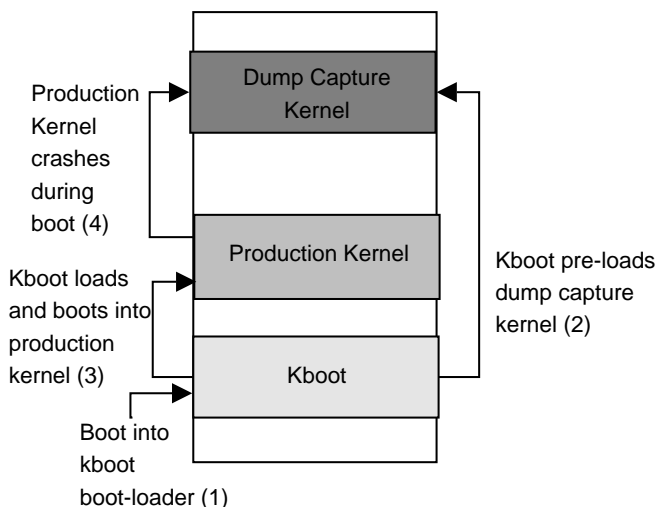 Dump Capture
Kernel
Production
Kernel
crashes
during
boot (4)
Production Kernel
Kboot pre-loads
dump capture
kernel (2)
Kboot loads
and boots into
production
kernel (3)
Kboot
Boot into
kboot
boot-loader (1)